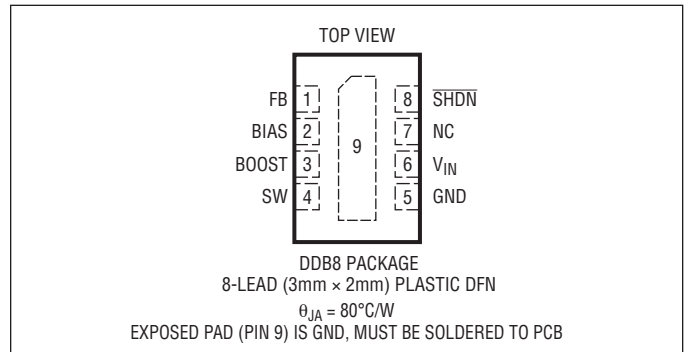 TOP VIEW
FB 1
8 SHDN
BIAS 2
7 NC
9
BOOST 3
6 VIN
SW 4
5 GND
DDB8 PACKAGE
8-LEAD (3mm × 2mm) PLASTIC DFN
θJA = 80°C/W
EXPOSED PAD (PIN 9) IS GND, MUST BE SOLDERED TO PCB